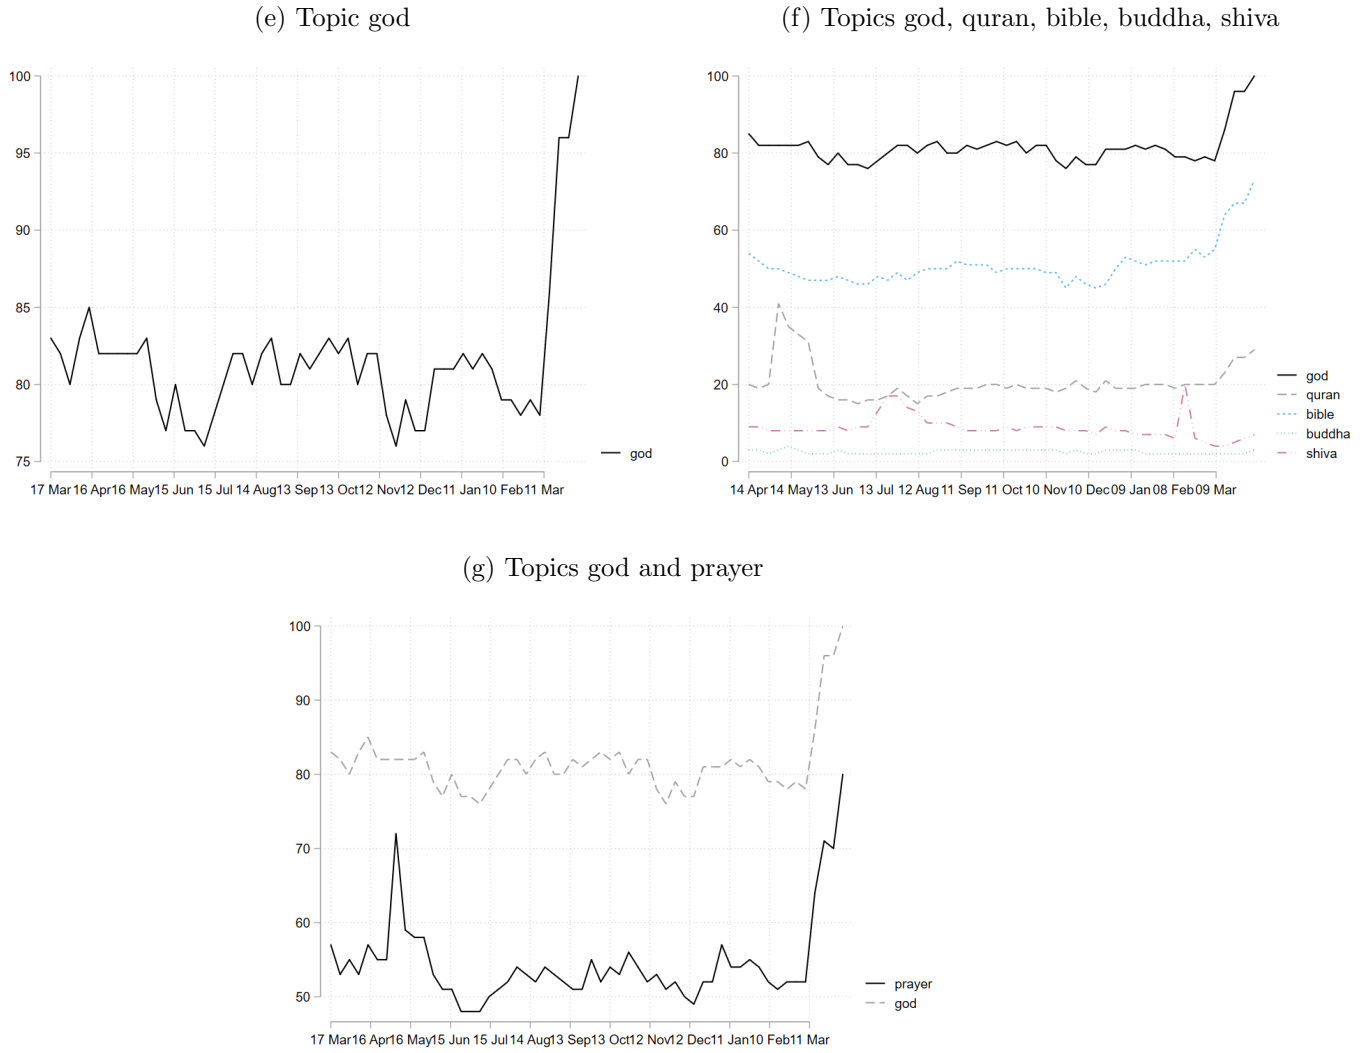 (e) Topic god
(f) Topics god, quran, bible, buddha, shiva
100
95
90
85
80
75
17 Mar 16 Apr 16 May 15 Jun 15 Jul 14 Aug 13 Sep 13 Oct 12 Nov 12 Dec 11 Jan 10 Feb 11 Mar
god
100
80
60
40
20
0
14 Apr 14 May 13 Jun 13 Jul 12 Aug 11 Sep 11 Oct 10 Nov 10 Dec 09 Jan 08 Feb 09 Mar
god
quran
bible
buddha
shiva
(g) Topics god and prayer
100
90
80
70
60
50
17 Mar 16 Apr 16 May 15 Jun 15 Jul 14 Aug 13 Sep 13 Oct 12 Nov 12 Dec 11 Jan 10 Feb 11 Mar
prayer
god